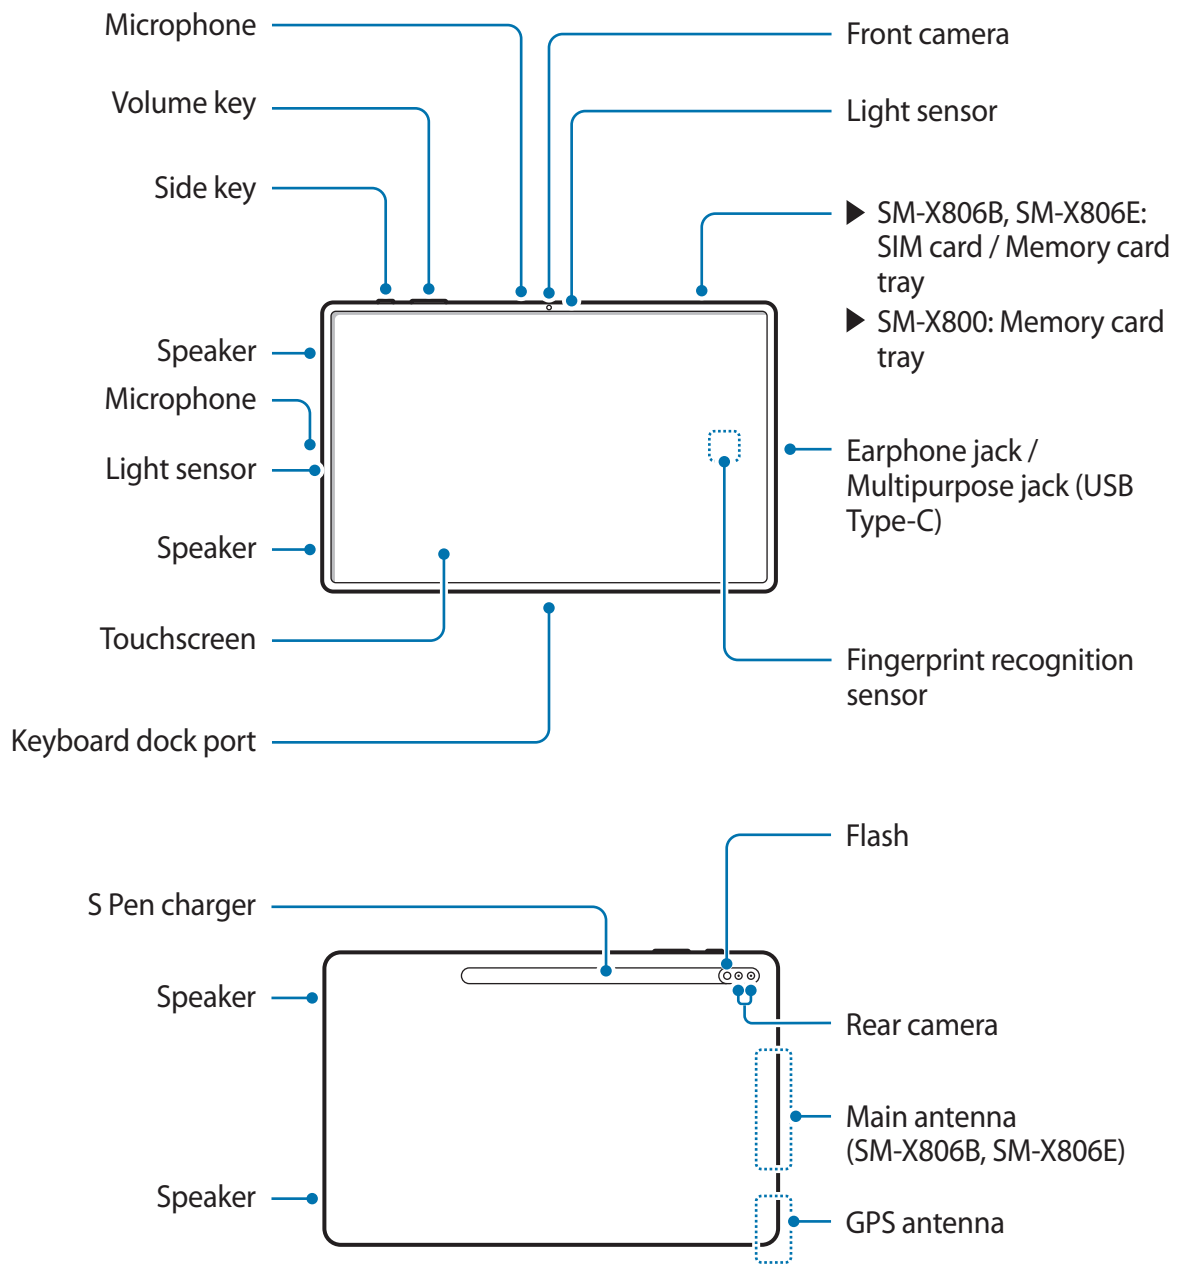 Microphone
Volume key
Side key
Speaker
Microphone
Light sensor
Speaker
Touchscreen
Keyboard dock port
Front camera
Light sensor
▶ SM-X806B, SM-X806E:
SIM card / Memory card
tray
▶ SM-X800: Memory card
tray
Earphone jack /
Multipurpose jack (USB
Type-C)
Fingerprint recognition
sensor
S Pen charger
Speaker
Speaker
Flash
Rear camera
Main antenna
(SM-X806B, SM-X806E)
GPS antenna